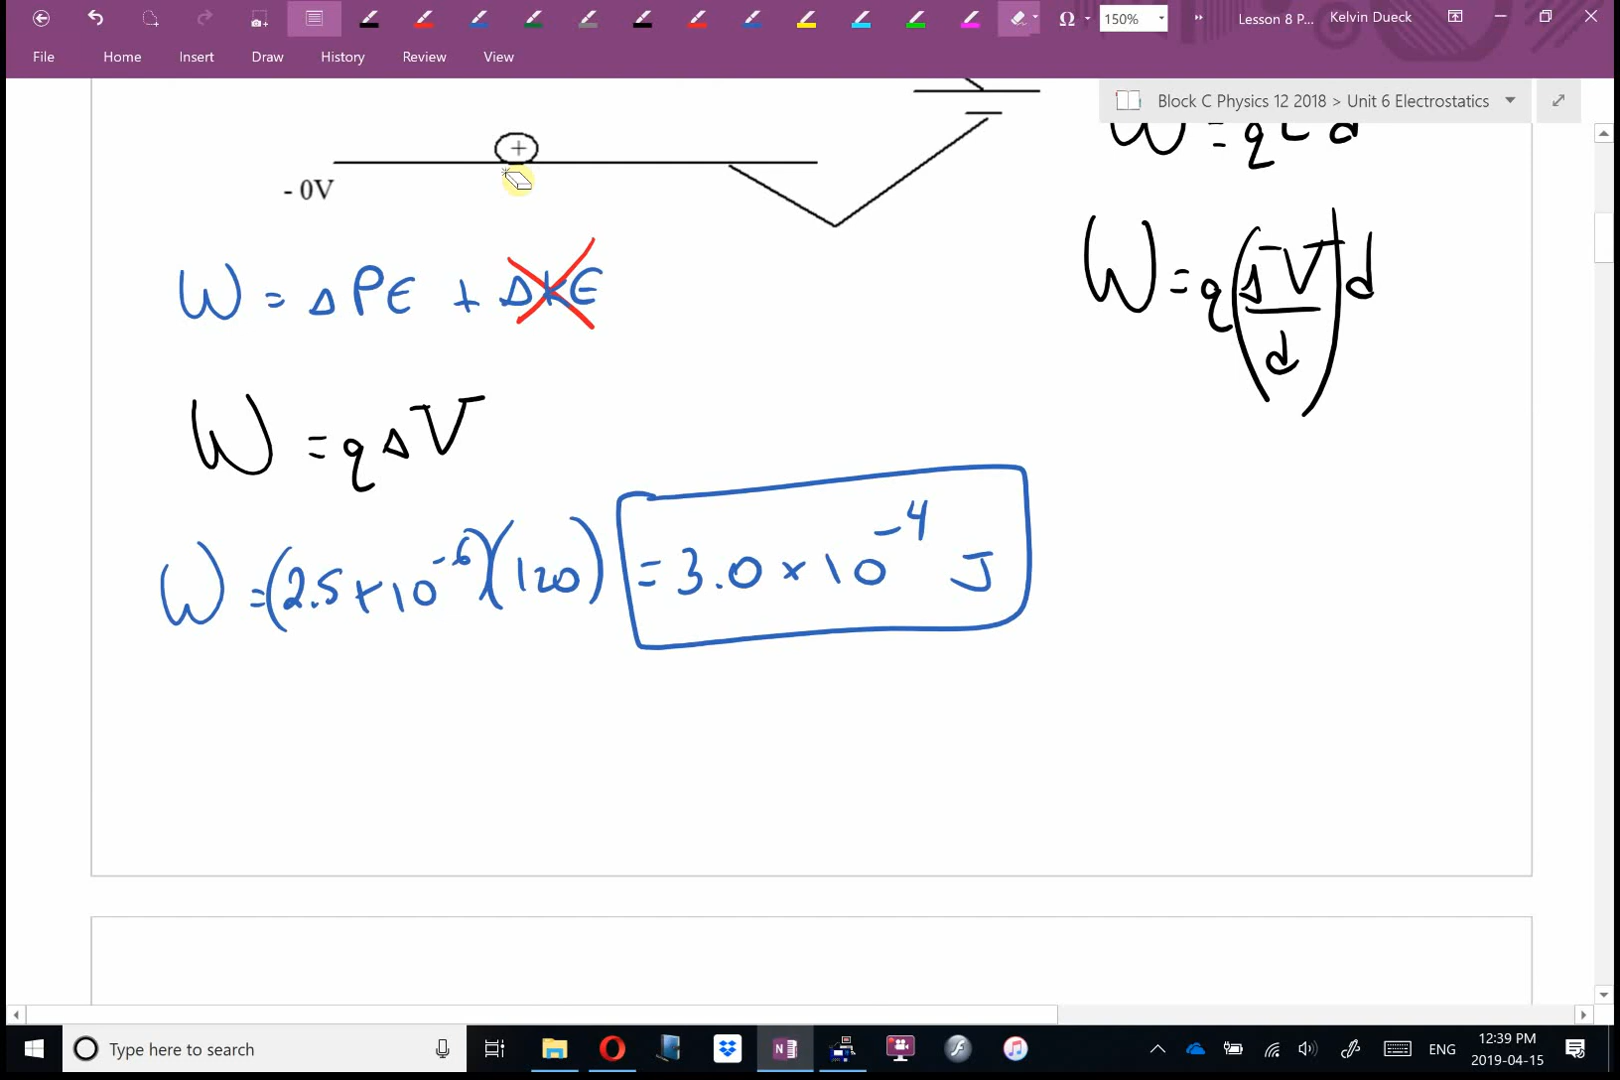 150%
Lesson 8 P...
Kelvin Dueck
File
Home
Insert
Draw
History
Review
View
Block C Physics 12 2018 > Unit 6 Electrostatics
+
- 0V
W = ΔPE + ΔKE
W = q(ΔV/d)d
W = qΔV
W = (2.5 × 10⁻⁶)(120) = 3.0 × 10⁻⁴ J
Type here to search
ENG
12:39 PM
2019-04-15